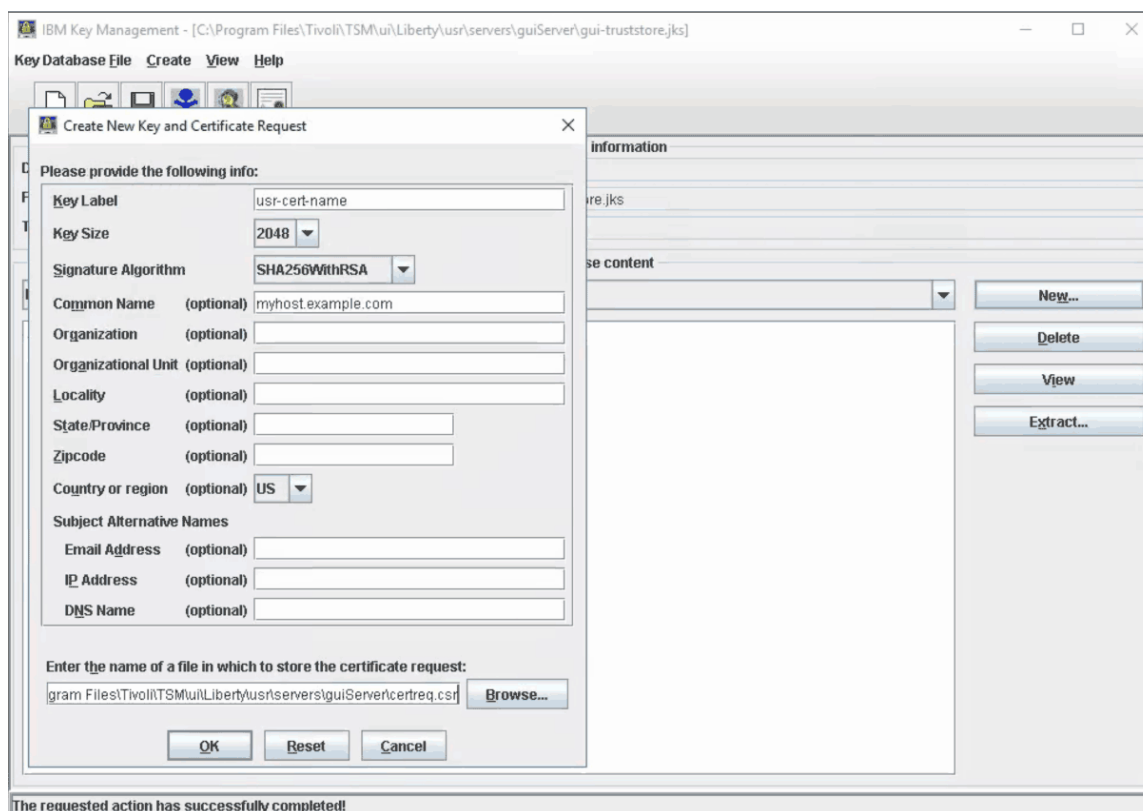 IBM Key Management - [C:\Program Files\Tivoli\TSM\ui\Liberty\usr\servers\guiServer\gui-truststore.jks]
Key Database File Create View Help
Create New Key and Certificate Request
information
Please provide the following info:
Key Label usr-cert-name
re.jks
Key Size 2048
Signature Algorithm SHA256WithRSA
se content
Common Name (optional) myhost.example.com
New...
Organization (optional)
Delete
Organizational Unit (optional)
Locality (optional)
View
State/Province (optional)
Extract...
Zipcode (optional)
Country or region (optional) US
Subject Alternative Names
Email Address (optional)
IP Address (optional)
DNS Name (optional)
Enter the name of a file in which to store the certificate request:
gram Files\Tivoli\TSM\ui\Liberty\usr\servers\guiServer\certreq.csr Browse...
OK Reset Cancel
The requested action has successfully completed!